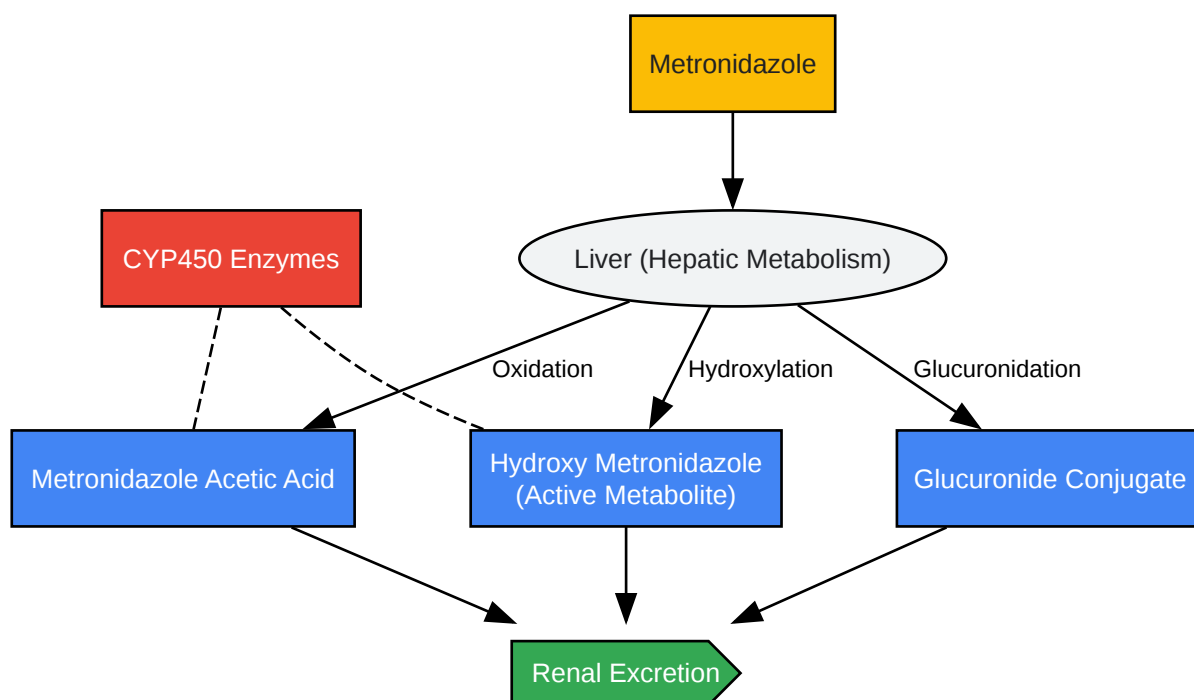 Metronidazole
CYP450 Enzymes
Liver (Hepatic Metabolism)
Oxidation
Hydroxylation
Glucuronidation
Metronidazole Acetic Acid
Hydroxy Metronidazole
(Active Metabolite)
Glucuronide Conjugate
Renal Excretion